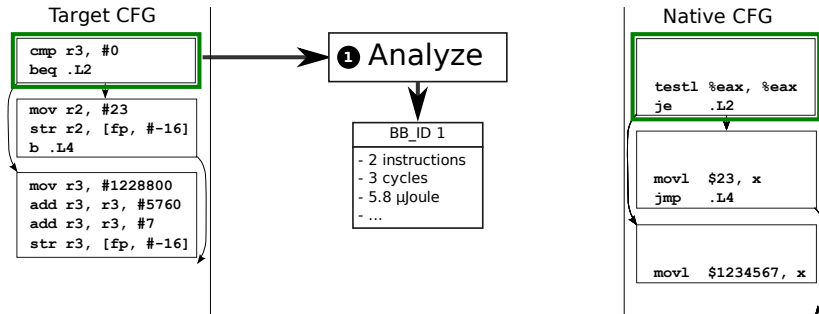 Target CFG
cmp r3, #0
beq .L2
mov r2, #23
str r2, [fp, #-16]
b .L4
mov r3, #1228800
add r3, r3, #5760
add r3, r3, #7
str r3, [fp, #-16]
1 Analyze
BB_ID 1
- 2 instructions
- 3 cycles
- 5.8 µJoule
- ...
Native CFG
testl %eax, %eax
je .L2
movl $23, x
jmp .L4
movl $1234567, x